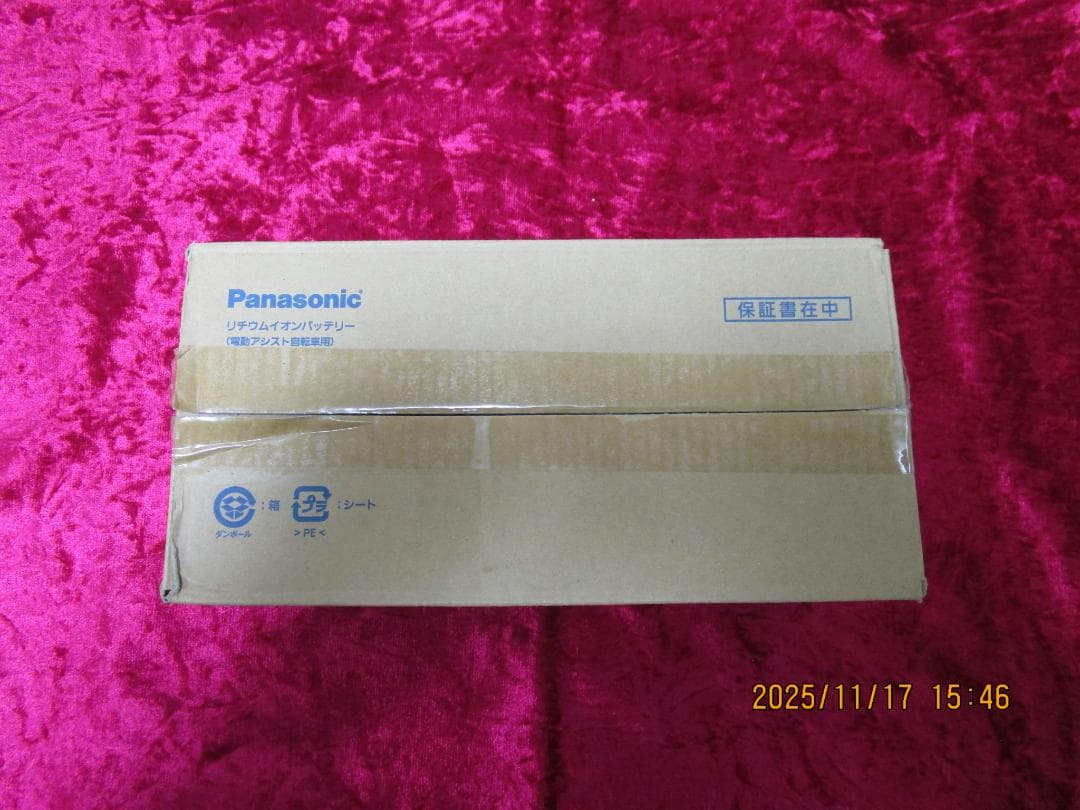 Panasonic
リチウムイオンバッテリー
(電動アシスト自転車用)
保証書在中
ダンボール
:箱
プラ
>PE<
:シート
2025/11/17 15:46